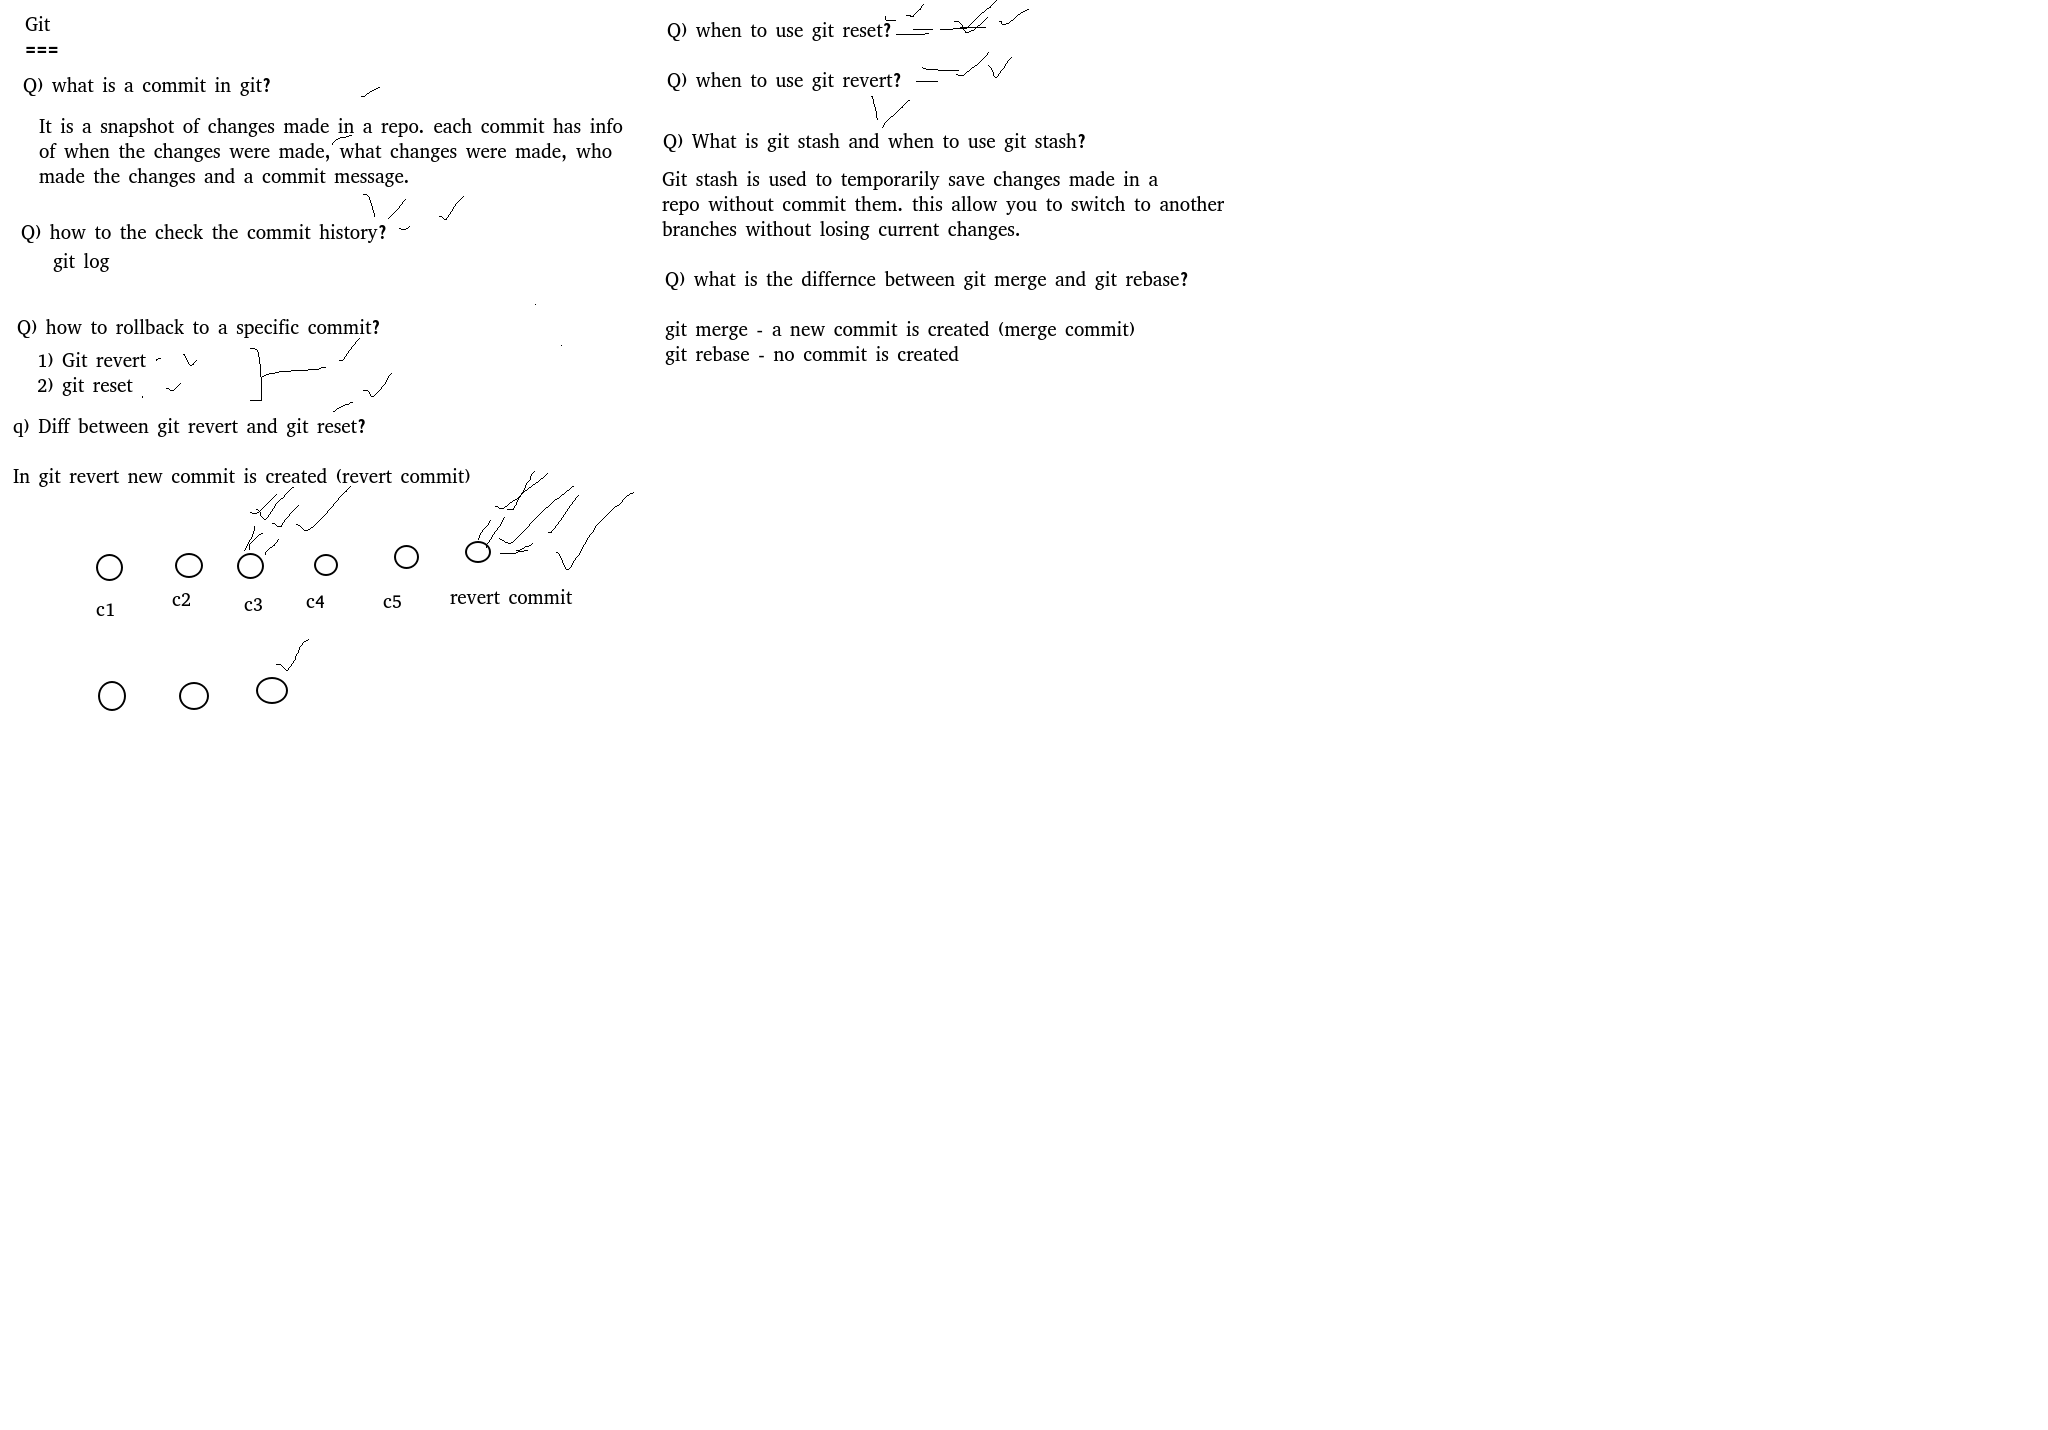 Git
===
Q) what is a commit in git?
It is a snapshot of changes made in a repo. each commit has info
of when the changes were made, what changes were made, who
made the changes and a commit message.
Q) how to the check the commit history?
git log
Q) how to rollback to a specific commit?
1) Git revert
2) git reset
q) Diff between git revert and git reset?
In git revert new commit is created (revert commit)
c1 c2 c3 c4 c5 revert commit
Q) when to use git reset?
Q) when to use git revert?
Q) What is git stash and when to use git stash?
Git stash is used to temporarily save changes made in a
repo without commit them. this allow you to switch to another
branches without losing current changes.
Q) what is the differnce between git merge and git rebase?
git merge - a new commit is created (merge commit)
git rebase - no commit is created